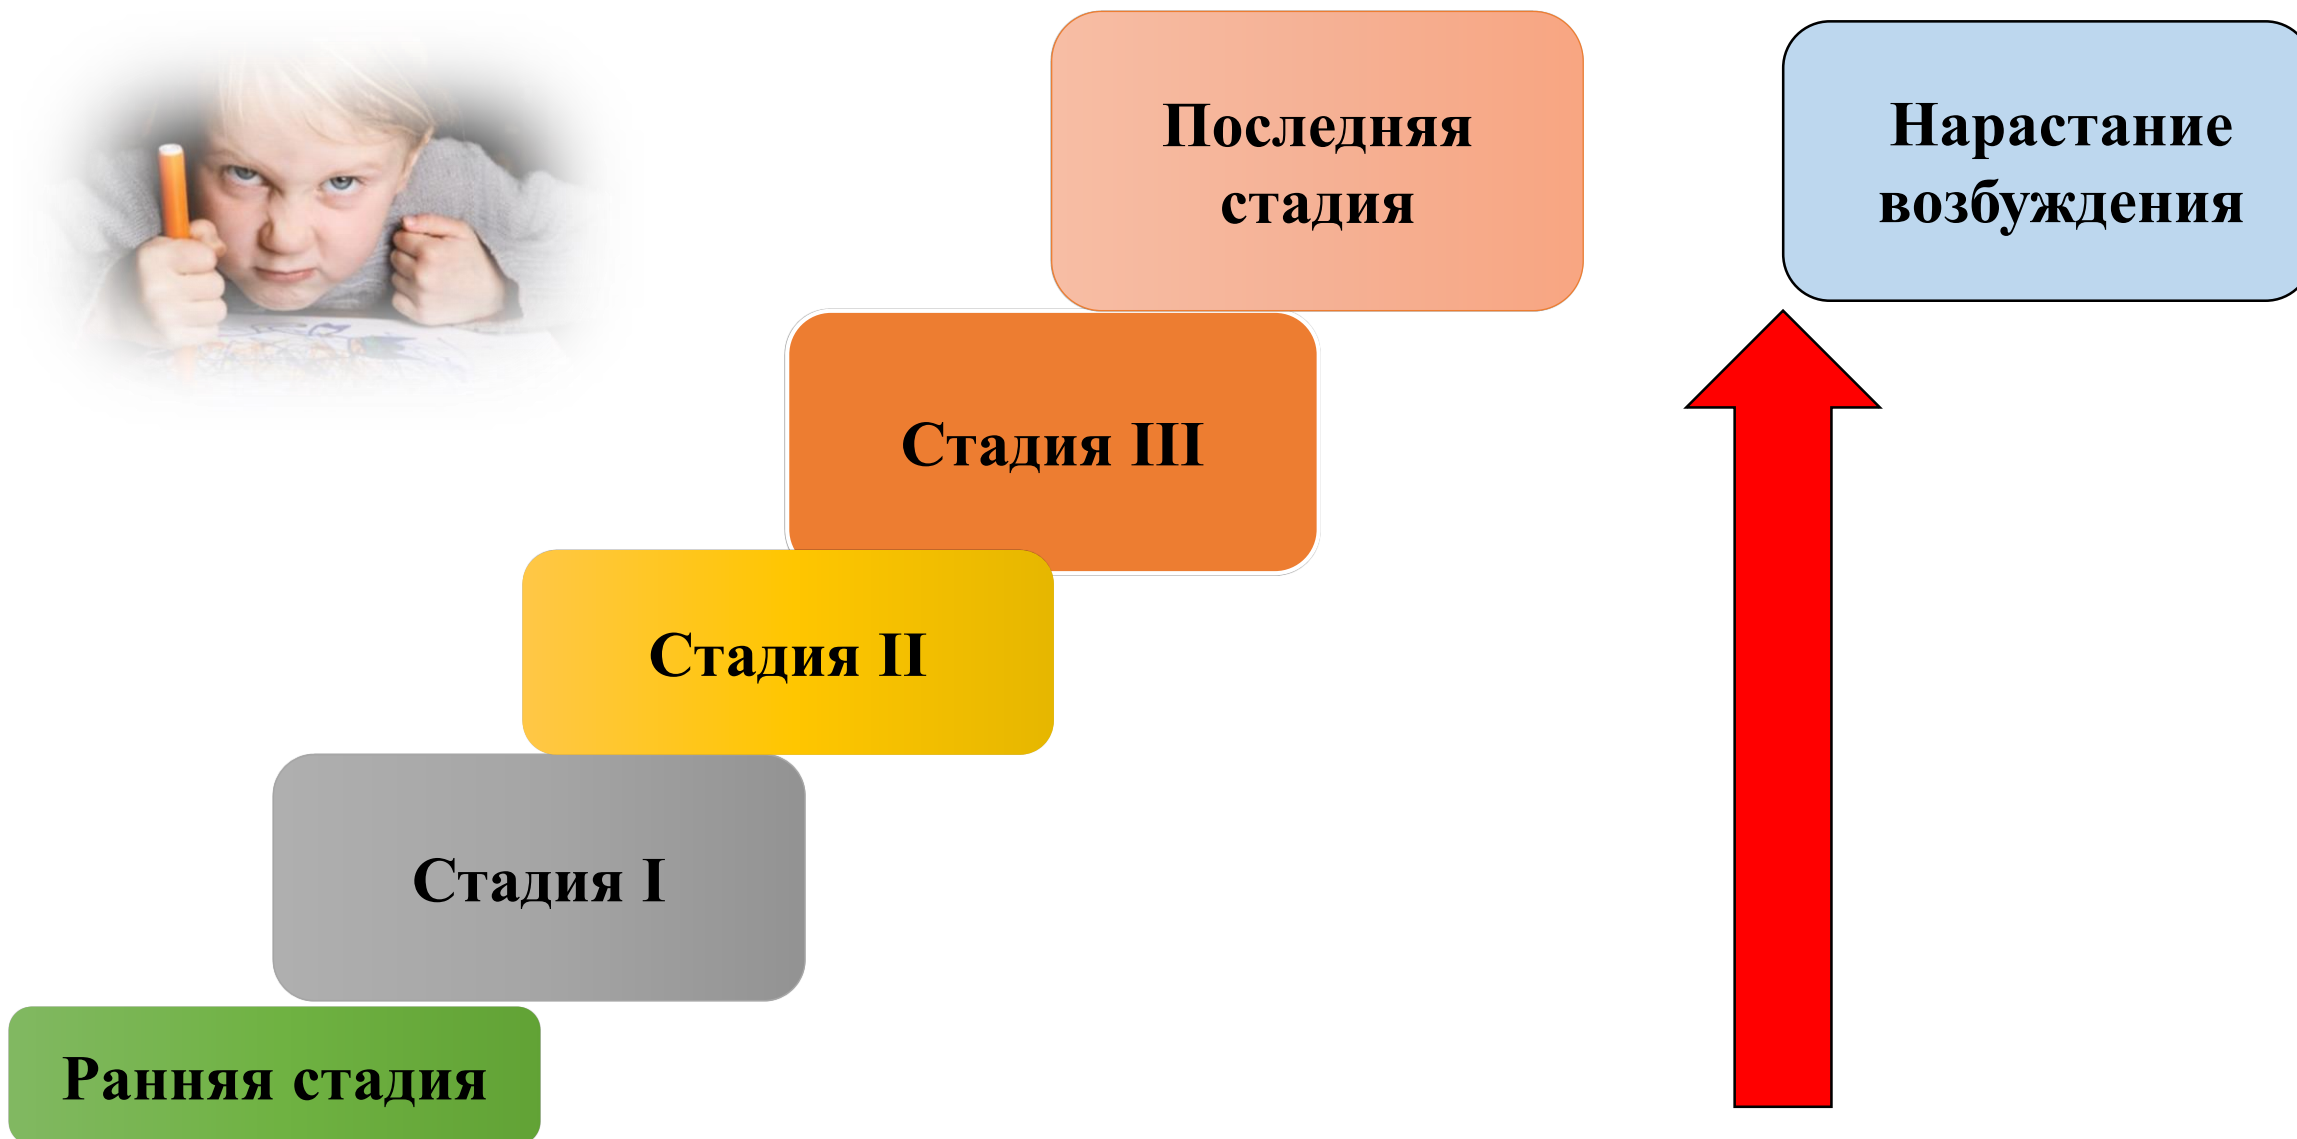 Последняя
стадия
Нарастание
возбуждения
Стадия III
Стадия II
Стадия I
Ранняя стадия